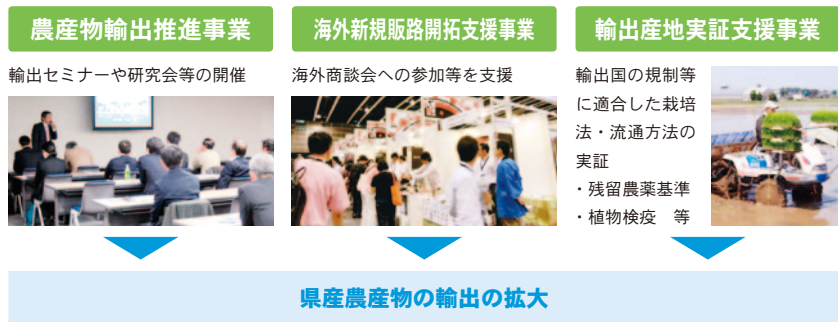 農産物輸出推進事業
輸出セミナーや研究会等の開催
海外新規販路開拓支援事業
海外商談会への参加等を支援
輸出産地実証支援事業
輸出国の規制等
に適合した栽培
法・流通方法の
実証
・残留農薬基準
・植物検疫　等
県産農産物の輸出の拡大